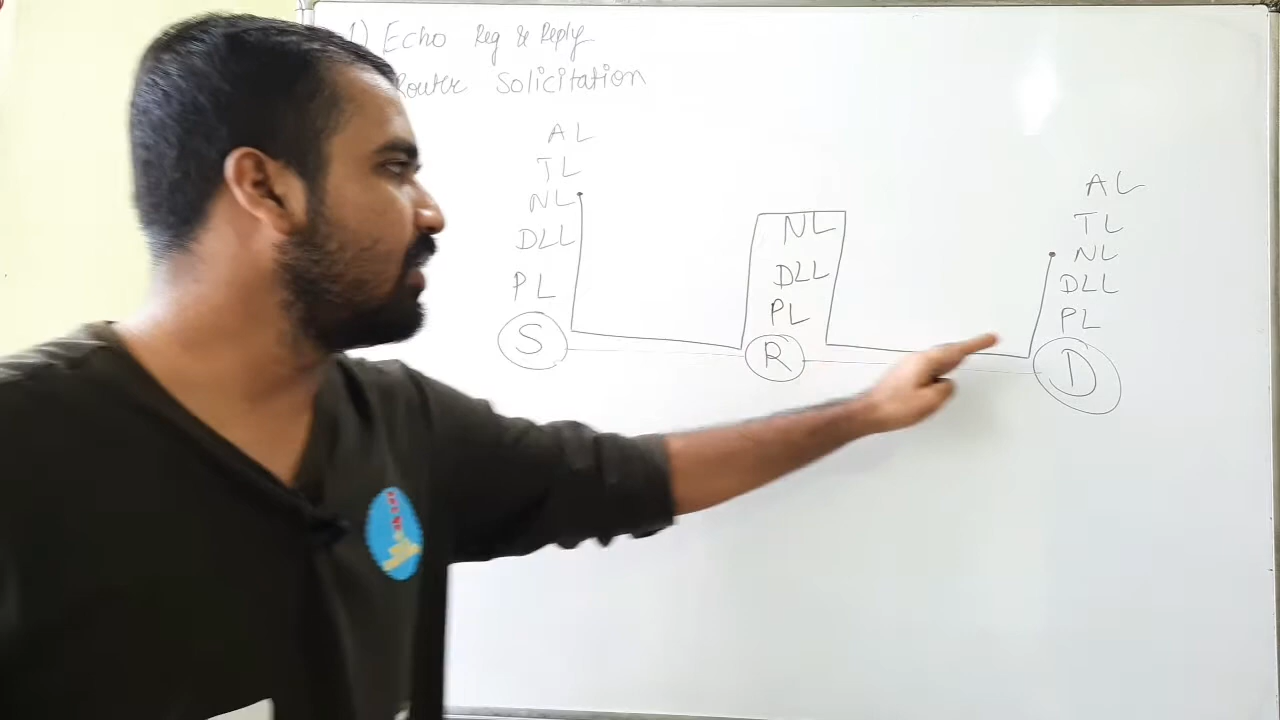 1) Echo Req & Reply
Router Solicitation
AL
TL
NL
DLL
PL
S
NL
DLL
PL
R
AL
TL
NL
DLL
PL
D